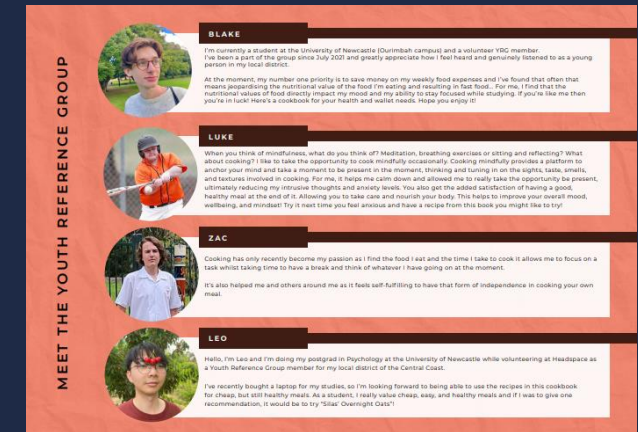 MEET THE YOUTH REFERENCE GROUP
BLAKE
I'm currently a student at the University of Newcastle (Ourimbah campus) and a volunteer YRG member.
I've been a part of the group since July 2021 and greatly appreciate how I feel heard and genuinely listened to as a young
person in my local district.
At the moment, my number one priority is to save money on my weekly food expenses and I've found that often that
means jeopardising the nutritional value of the food I'm eating and resulting in fast food... For me, I find that the
nutritional values of food directly impact my mood and my ability to stay focused while studying. If you're like me then
you're in luck! Here's a cookbook for your health and wallet needs. Hope you enjoy it!
LUKE
When you think of mindfulness, what do you think of? Meditation, breathing exercises or sitting and reflecting? What
about cooking? I like to take the opportunity to cook mindfully occasionally. Cooking mindfully provides a platform to
anchor your mind and take a moment to be present in the moment, thinking and tuning in on the sights, taste, smells,
and textures involved in cooking. For me, it helps me calm down and allowed me to really take the opportunity be present,
ultimately reducing my intrusive thoughts and anxiety levels. You also get the added satisfaction of having a good,
healthy meal at the end of it. Allowing you to take care and nourish your body. This helps to improve your overall mood,
wellbeing, and mindset! Try it next time you feel anxious and have a recipe from this book you might like to try!
ZAC
Cooking has only recently become my passion as I find the food I eat and the time I take to cook it allows me to focus on a
task whilst taking time to have a break and think of whatever I have going on at the moment.
It's also helped me and others around me as it feels self-fulfilling to have that form of independence in cooking your own
meal.
LEO
Hello, I'm Leo and I'm doing my postgrad in Psychology at the University of Newcastle while volunteering at Headspace as
a Youth Reference Group member for my local district of the Central Coast.
I've recently bought a laptop for my studies, so I'm looking forward to being able to use the recipes in this cookbook
for cheap, but still healthy meals. As a student, I really value cheap, easy, and healthy meals and if I was to give one
recommendation, it would be to try "Silas' Overnight Oats"!